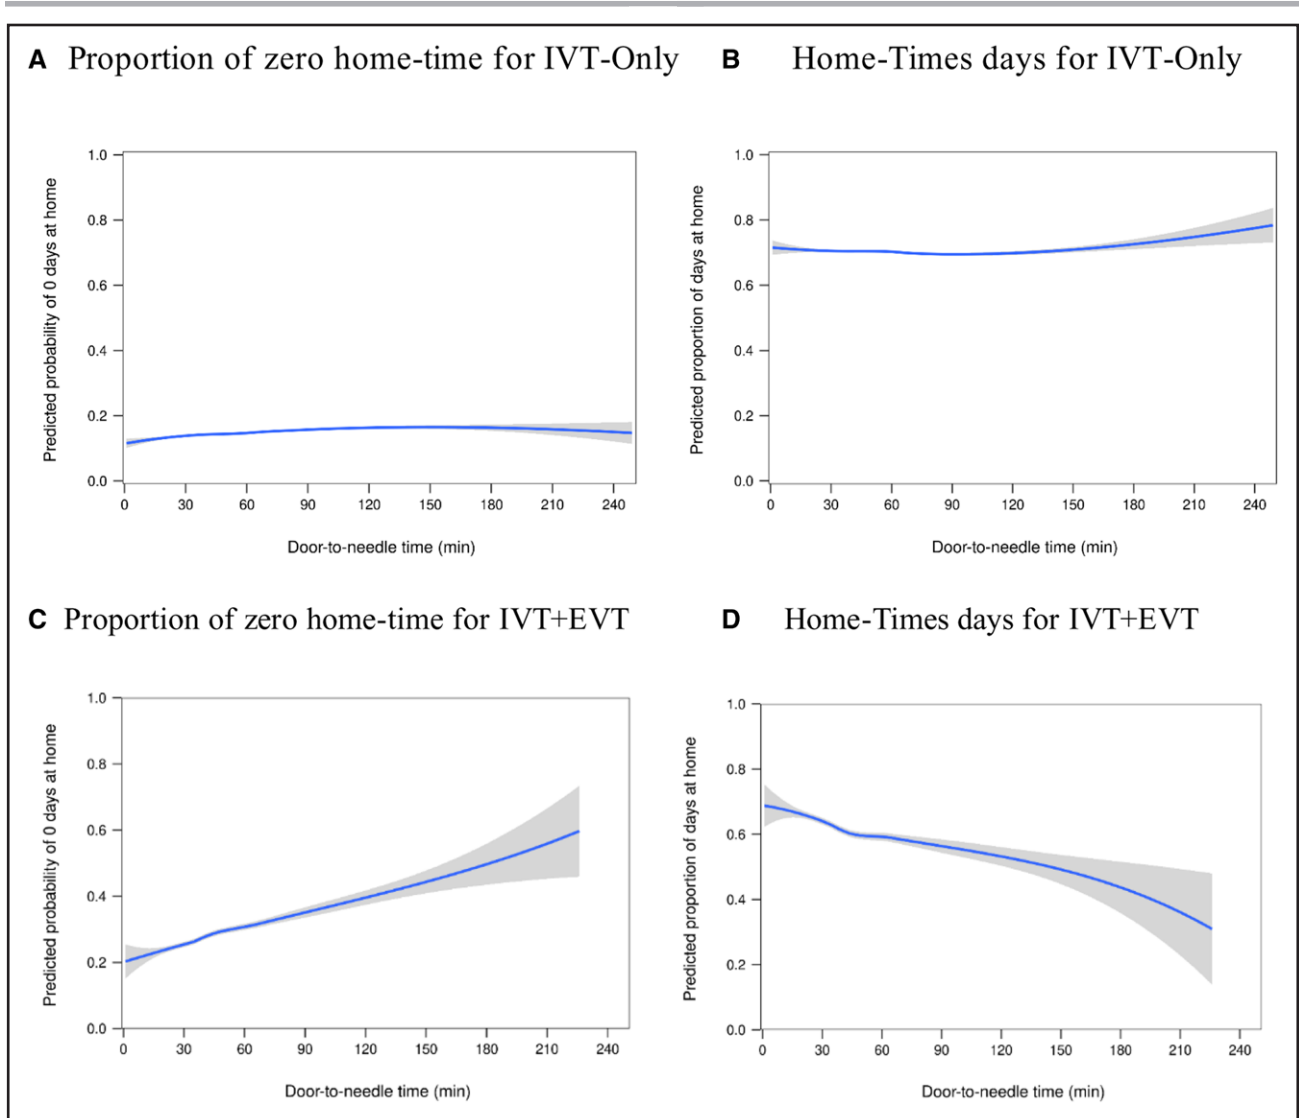 A Proportion of zero home-time for IVT-Only
Predicted probability of 0 days at home
1.0
0.8
0.6
0.4
0.2
0.0
0 30 60 90 120 150 180 210 240
Door-to-needle time (min)
B Home-Times days for IVT-Only
Predicted proportion of days at home
1.0
0.8
0.6
0.4
0.2
0.0
0 30 60 90 120 150 180 210 240
Door-to-needle time (min)
C Proportion of zero home-time for IVT+EVT
Predicted probability of 0 days at home
1.0
0.8
0.6
0.4
0.2
0.0
0 30 60 90 120 150 180 210 240
Door-to-needle time (min)
D Home-Times days for IVT+EVT
Predicted proportion of days at home
1.0
0.8
0.6
0.4
0.2
0.0
0 30 60 90 120 150 180 210 240
Door-to-needle time (min)